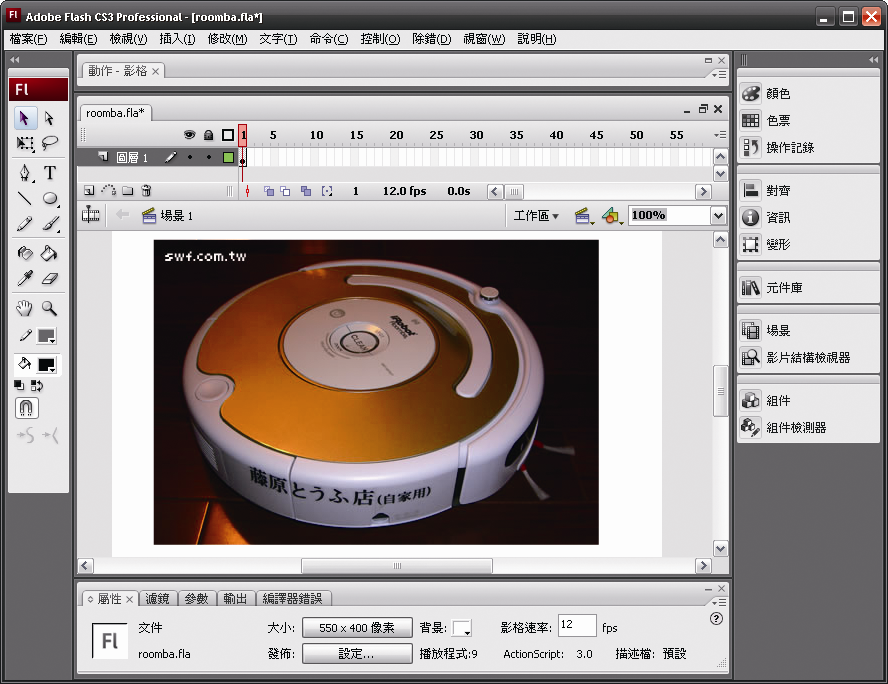 Fl Adobe Flash CS3 Professional - [roomba.fla*]
檔案(F) 編輯(E) 檢視(V) 插入(I) 修改(M) 文字(T) 命令(C) 控制(O) 除錯(D) 視窗(W) 說明(H)
動作 - 影格
Fl
roomba.fla*
1 5 10 15 20 25 30 35 40 45 50 55
圖層 1
1 12.0 fps 0.0s
場景 1 工作區 100%
swf.com.tw
iRobot
CLEAN
藤原とうふ店(自家用)
顏色
色票
操作記錄
對齊
資訊
變形
元件庫
場景
影片結構檢視器
組件
組件檢測器
屬性 濾鏡 參數 輸出 編譯器錯誤
Fl 文件 大小: 550 x 400 像素 背景: 影格速率: 12 fps
roomba.fla 發佈: 設定... 播放程式:9 ActionScript: 3.0 描述檔: 預設